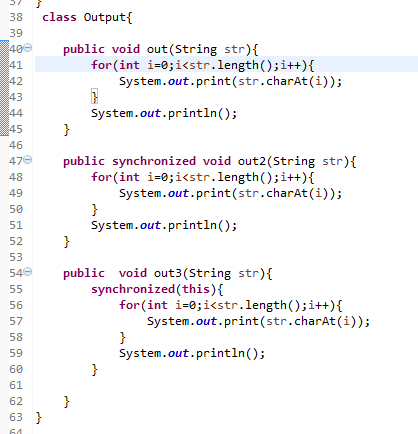 37 }
38 class Output{
39
40 public void out(String str){
41 for(int i=0;i<str.length();i++){
42 System.out.print(str.charAt(i));
43 }
44 System.out.println();
45 }
46
47 public synchronized void out2(String str){
48 for(int i=0;i<str.length();i++){
49 System.out.print(str.charAt(i));
50 }
51 System.out.println();
52 }
53
54 public  void out3(String str){
55 synchronized(this){
56 for(int i=0;i<str.length();i++){
57 System.out.print(str.charAt(i));
58 }
59 System.out.println();
60 }
61
62 }
63 }
64